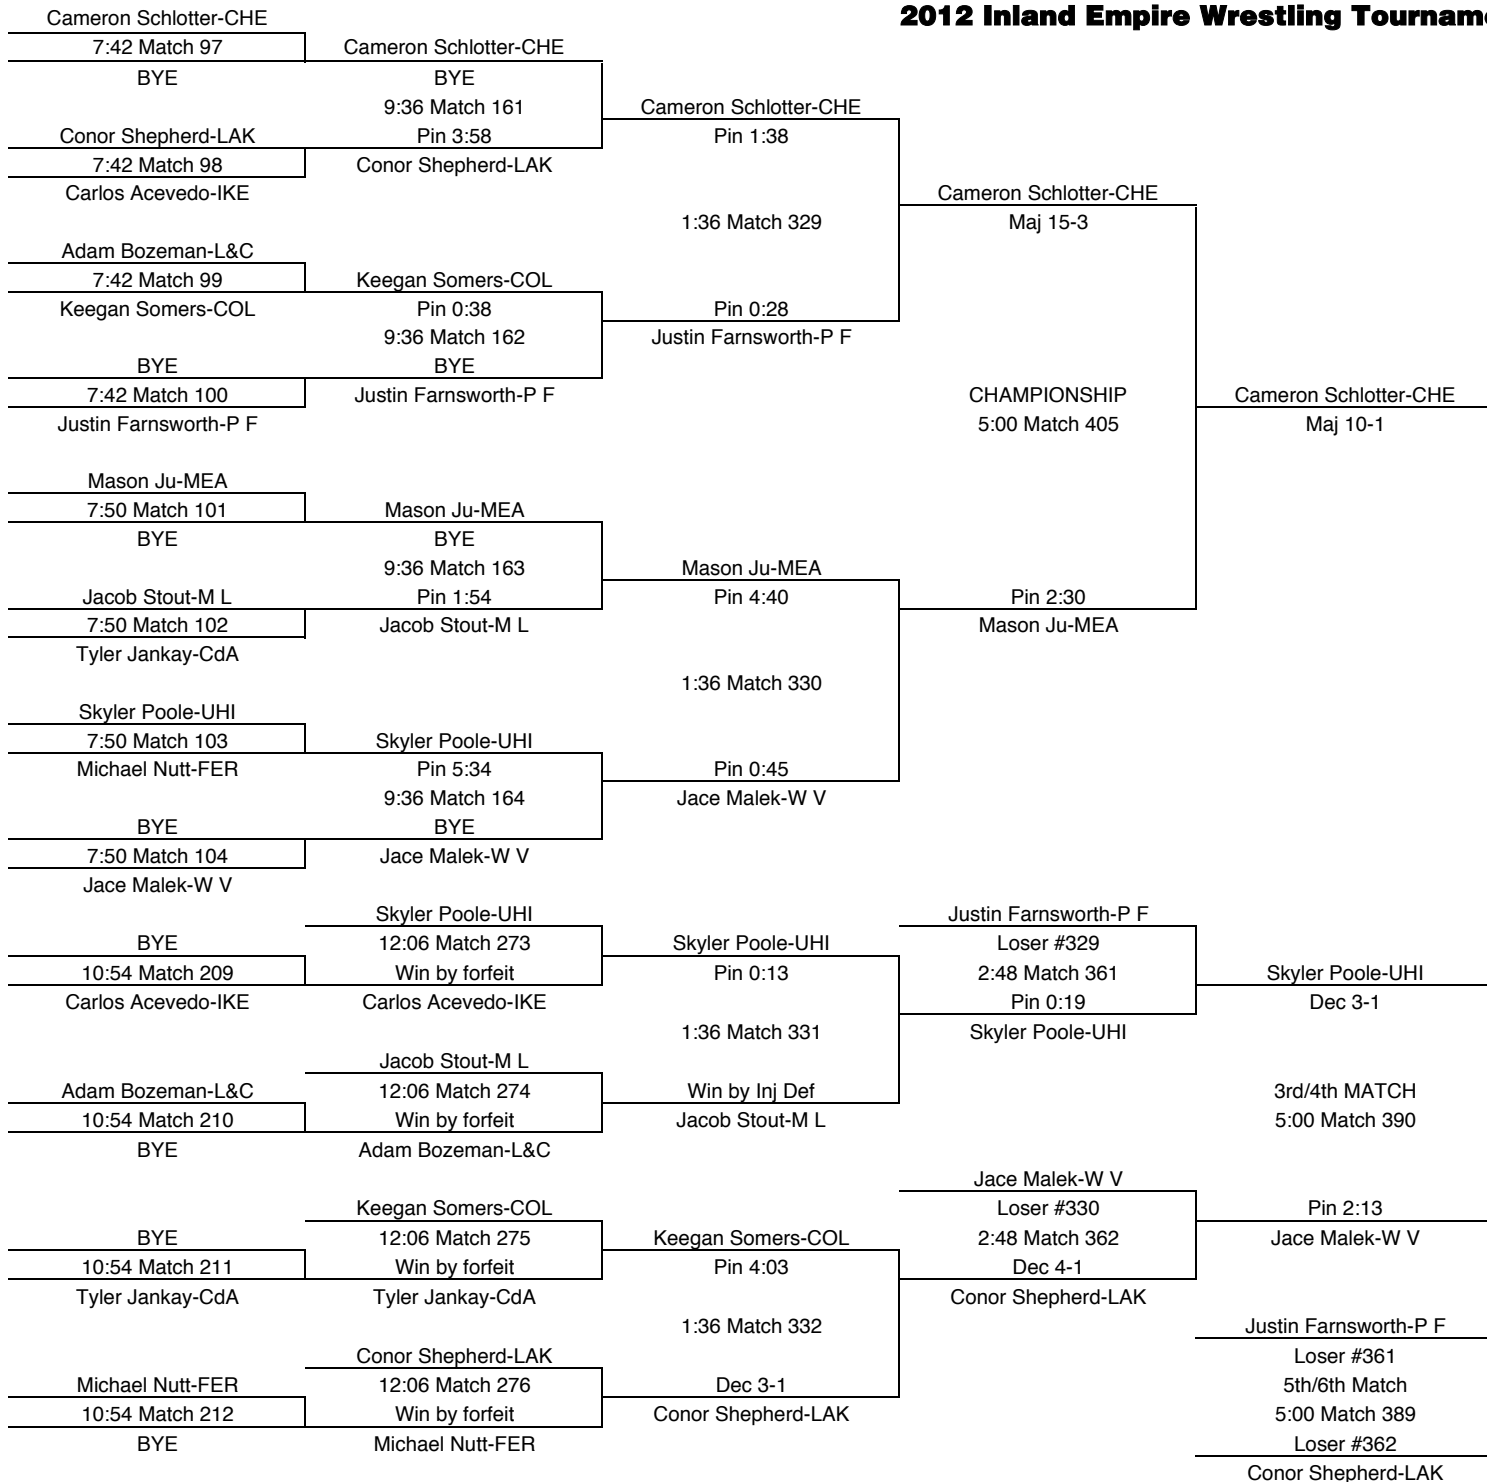 2012 Inland Empire Wrestling Tourname
Cameron Schlotter-CHE
7:42 Match 97
BYE
Conor Shepherd-LAK
7:42 Match 98
Carlos Acevedo-IKE
Adam Bozeman-L&C
7:42 Match 99
Keegan Somers-COL
BYE
7:42 Match 100
Justin Farnsworth-P F
Mason Ju-MEA
7:50 Match 101
BYE
Jacob Stout-M L
7:50 Match 102
Tyler Jankay-CdA
Skyler Poole-UHI
7:50 Match 103
Michael Nutt-FER
BYE
7:50 Match 104
Jace Malek-W V
Cameron Schlotter-CHE
BYE
9:36 Match 161
Pin 3:58
Conor Shepherd-LAK
Keegan Somers-COL
Pin 0:38
9:36 Match 162
BYE
Justin Farnsworth-P F
Mason Ju-MEA
BYE
9:36 Match 163
Pin 1:54
Jacob Stout-M L
Skyler Poole-UHI
Pin 5:34
9:36 Match 164
BYE
Jace Malek-W V
Cameron Schlotter-CHE
Pin 1:38
1:36 Match 329
Pin 0:28
Justin Farnsworth-P F
Mason Ju-MEA
Pin 4:40
1:36 Match 330
Pin 0:45
Jace Malek-W V
Cameron Schlotter-CHE
Maj 15-3
CHAMPIONSHIP
5:00 Match 405
Pin 2:30
Mason Ju-MEA
Cameron Schlotter-CHE
Maj 10-1
BYE
10:54 Match 209
Carlos Acevedo-IKE
Adam Bozeman-L&C
10:54 Match 210
BYE
BYE
10:54 Match 211
Tyler Jankay-CdA
Michael Nutt-FER
10:54 Match 212
BYE
Skyler Poole-UHI
12:06 Match 273
Win by forfeit
Carlos Acevedo-IKE
Jacob Stout-M L
12:06 Match 274
Win by forfeit
Adam Bozeman-L&C
Keegan Somers-COL
12:06 Match 275
Win by forfeit
Tyler Jankay-CdA
Conor Shepherd-LAK
12:06 Match 276
Win by forfeit
Michael Nutt-FER
Skyler Poole-UHI
Pin 0:13
1:36 Match 331
Win by Inj Def
Jacob Stout-M L
Keegan Somers-COL
Pin 4:03
1:36 Match 332
Dec 3-1
Conor Shepherd-LAK
Justin Farnsworth-P F
Loser #329
2:48 Match 361
Pin 0:19
Skyler Poole-UHI
Jace Malek-W V
Loser #330
2:48 Match 362
Dec 4-1
Conor Shepherd-LAK
Skyler Poole-UHI
Dec 3-1
3rd/4th MATCH
5:00 Match 390
Pin 2:13
Jace Malek-W V
Justin Farnsworth-P F
Loser #361
5th/6th Match
5:00 Match 389
Loser #362
Conor Shepherd-LAK